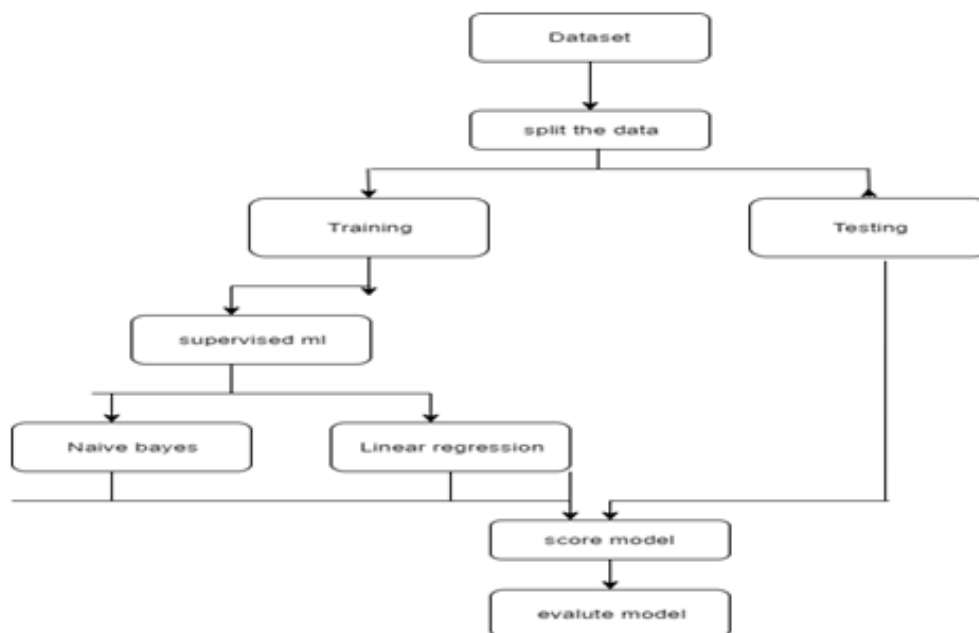 Dataset
split the data
Training
Testing
supervised ml
Naive bayes
Linear regression
score model
evalute model